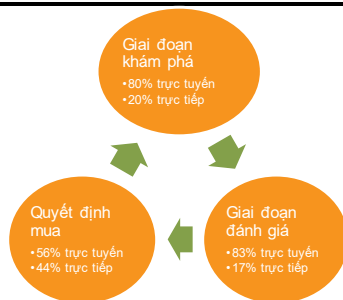 Giai đoạn
khám phá
•80% trực tuyến
•20% trực tiếp
Quyết định
mua
•56% trực tuyến
•44% trực tiếp
Giai đoạn
đánh giá
•83% trực tuyến
•17% trực tiếp